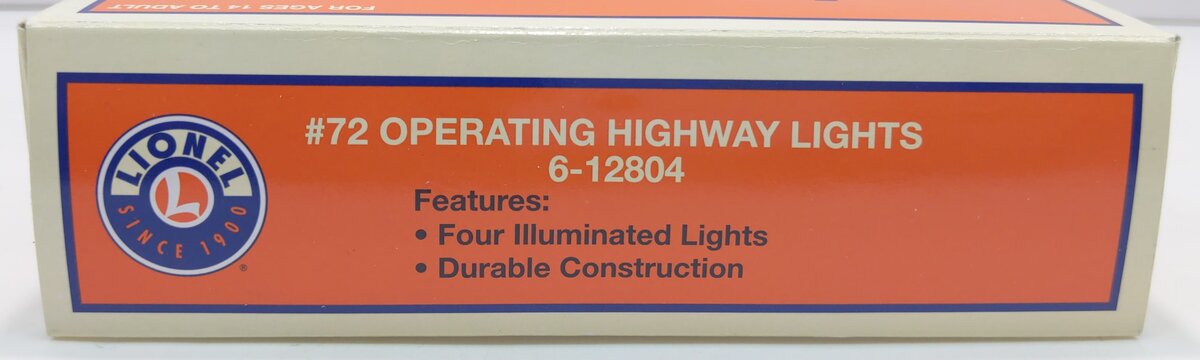 FOR AGES 14 TO ADULT
#72 OPERATING HIGHWAY LIGHTS
6-12804
Features:
• Four Illuminated Lights
• Durable Construction
LIONEL
L
SINCE 1900
®